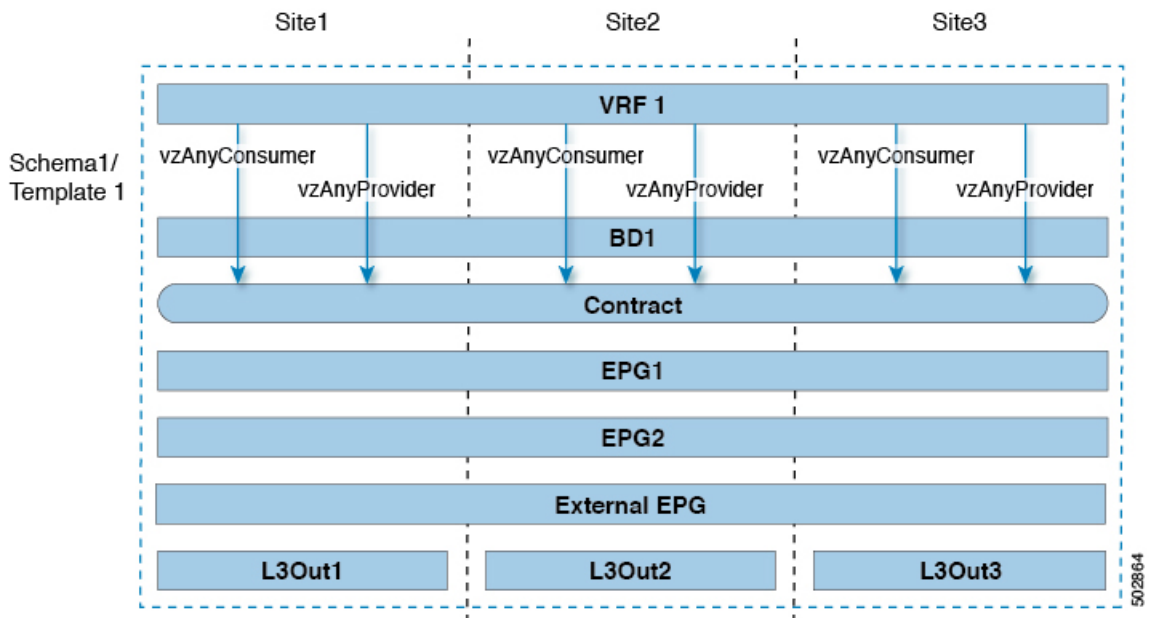 Site1
Site2
Site3
VRF 1
Schema1/
Template 1
vzAnyConsumer
vzAnyConsumer
vzAnyConsumer
vzAnyProvider
vzAnyProvider
vzAnyProvider
BD1
Contract
EPG1
EPG2
External EPG
L3Out1
L3Out2
L3Out3
502864